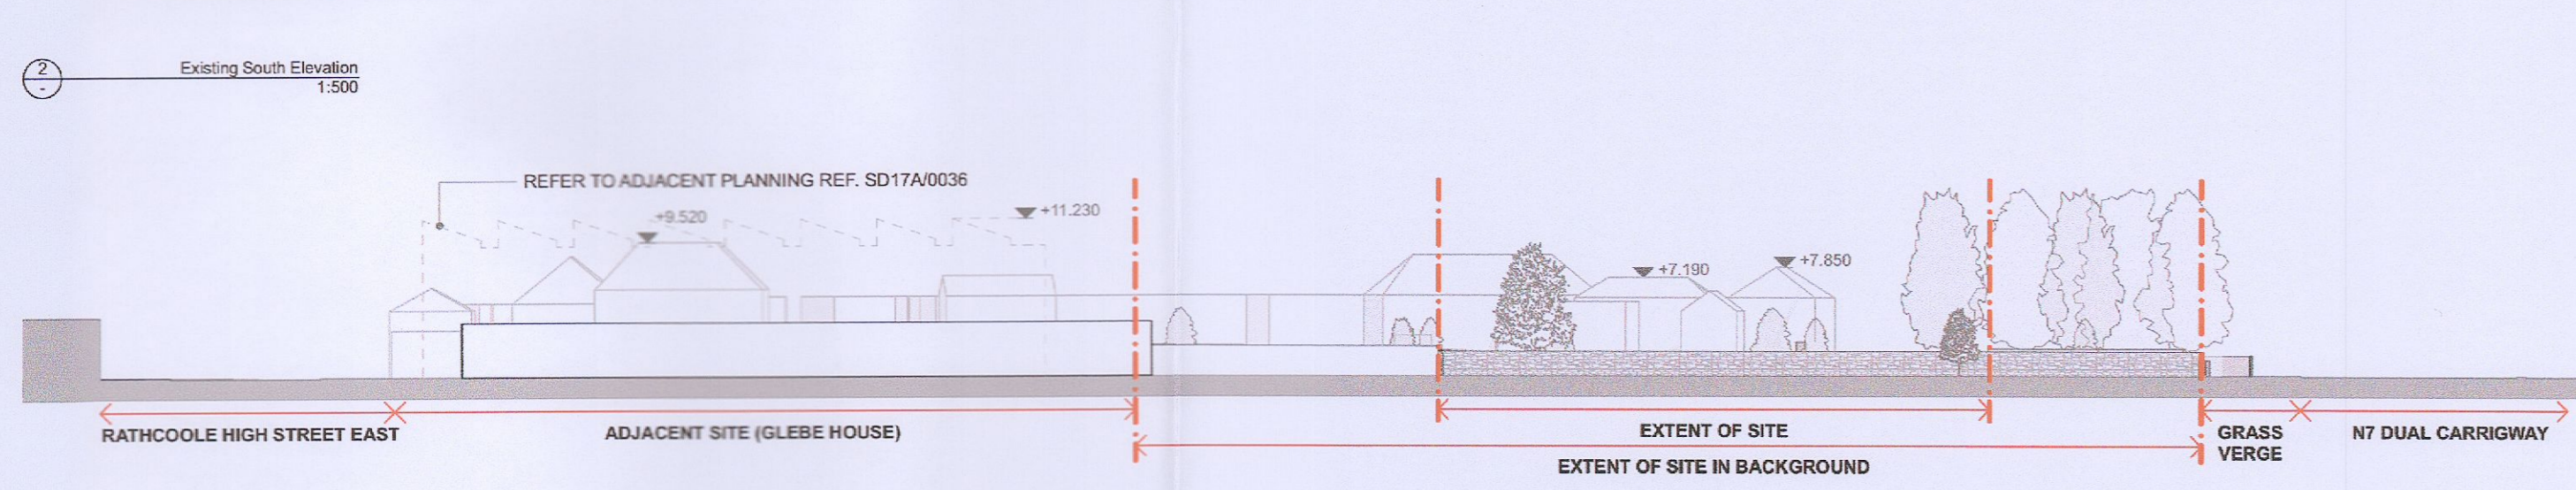 2
-
Existing South Elevation
1:500
REFER TO ADJACENT PLANNING REF. SD17A/0036
+9.520
+11.230
+7.190
+7.850
RATHCOOLE HIGH STREET EAST
ADJACENT SITE (GLEBE HOUSE)
EXTENT OF SITE
EXTENT OF SITE IN BACKGROUND
GRASS
VERGE
N7 DUAL CARRIGWAY